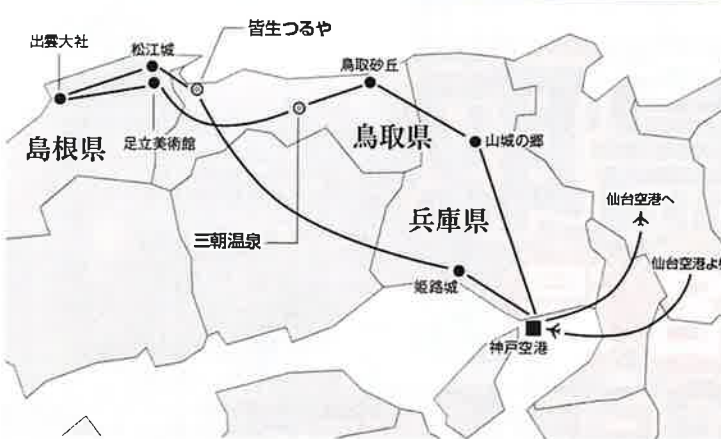 皆生つるや
出雲大社
松江城
鳥取砂丘
島根県
足立美術館
鳥取県
山城の郷
仙台空港へ
兵庫県
三朝温泉
仙台空港より
姫路城
神戸空港